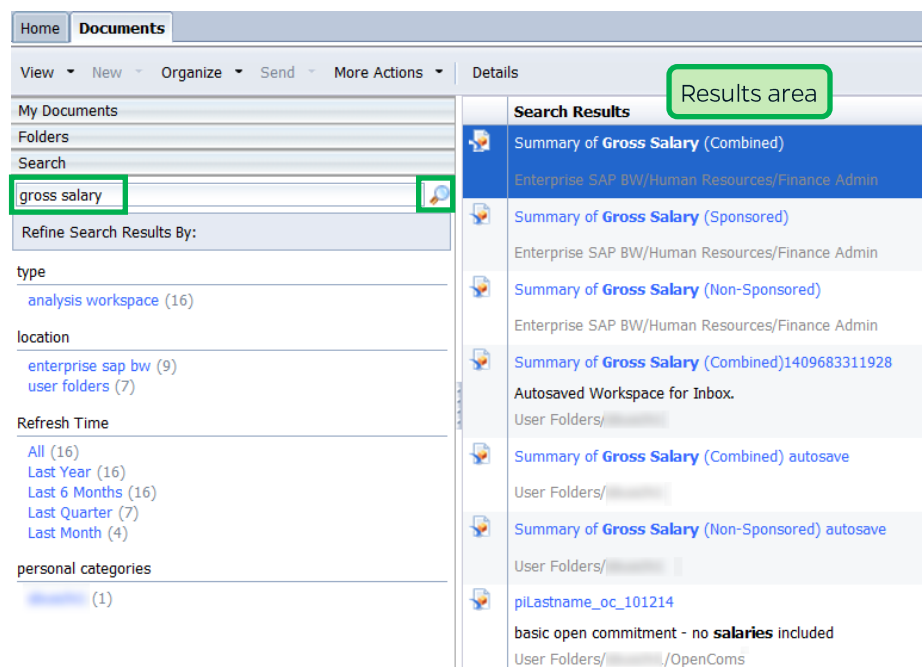 Home Documents
View New Organize Send More Actions Details
My Documents
Folders
Search
gross salary
Refine Search Results By:
type
analysis workspace (16)
location
enterprise sap bw (9)
user folders (7)
Refresh Time
All (16)
Last Year (16)
Last 6 Months (16)
Last Quarter (7)
Last Month (4)
personal categories
(1)
Results area
Search Results
Summary of Gross Salary (Combined)
Enterprise SAP BW/Human Resources/Finance Admin
Summary of Gross Salary (Sponsored)
Enterprise SAP BW/Human Resources/Finance Admin
Summary of Gross Salary (Non-Sponsored)
Enterprise SAP BW/Human Resources/Finance Admin
Summary of Gross Salary (Combined)1409683311928
Autosaved Workspace for Inbox.
User Folders/
Summary of Gross Salary (Combined) autosave
User Folders/
Summary of Gross Salary (Non-Sponsored) autosave
User Folders/
piLastname_oc_101214
basic open commitment - no salaries included
User Folders/ /OpenComs